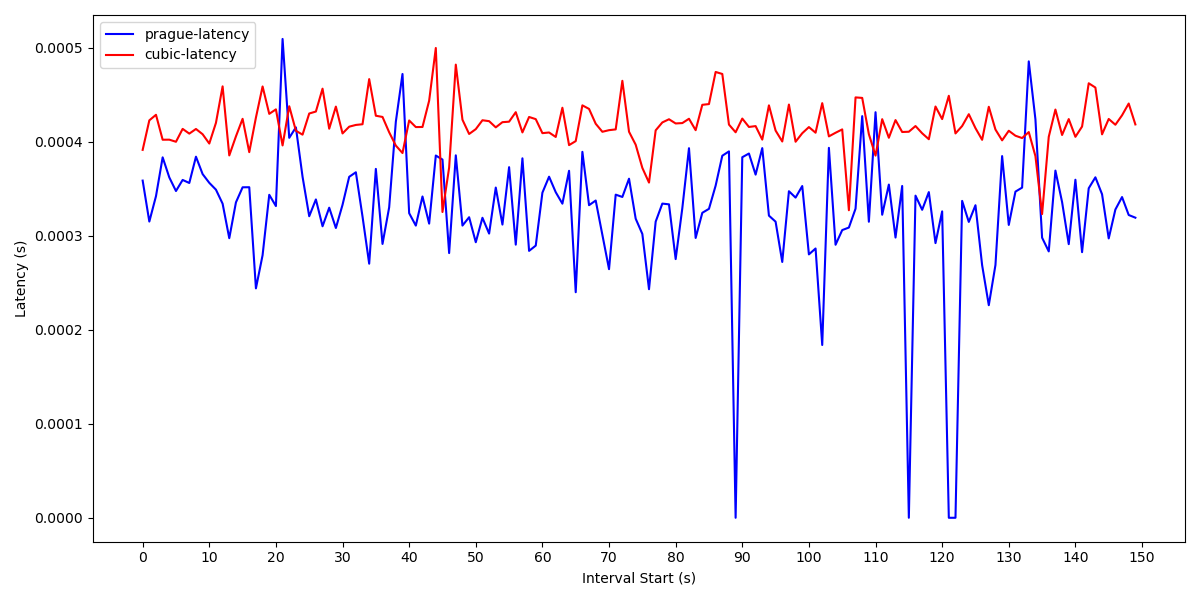 prague-latency
cubic-latency
0.0005
0.0004
0.0003
0.0002
0.0001
0.0000
Latency (s)
0 10 20 30 40 50 60 70 80 90 100 110 120 130 140 150
Interval Start (s)